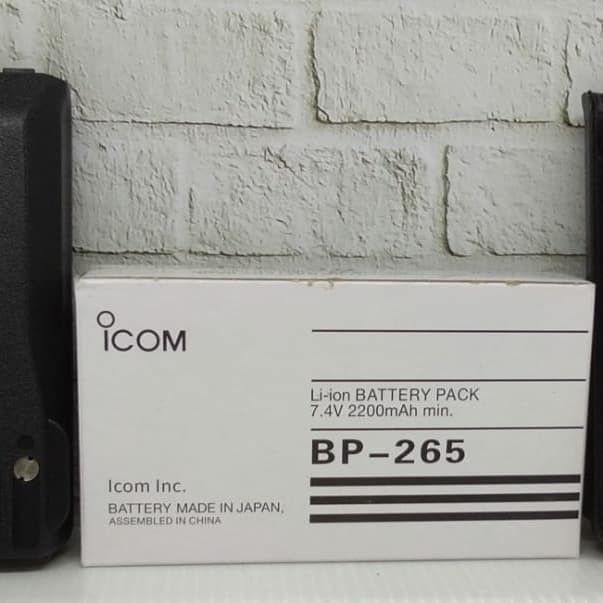 ICOM
Li-ion BATTERY PACK
7.4V 2200mAh min.
BP-265
Icom Inc.
BATTERY MADE IN JAPAN,
ASSEMBLED IN CHINA